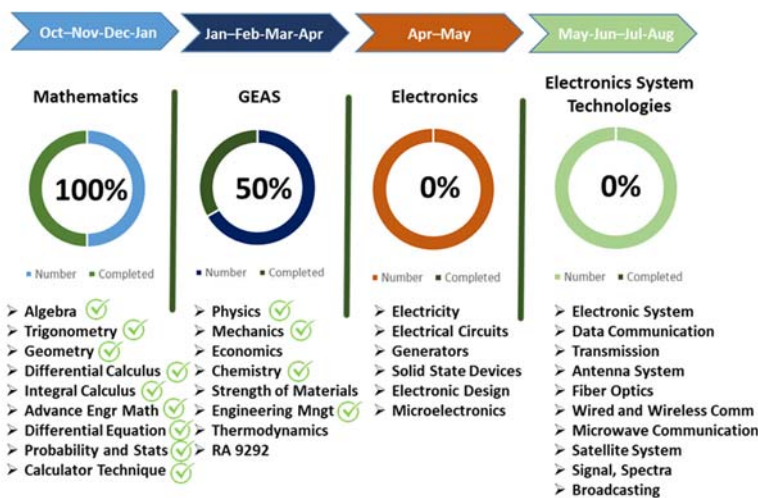 Oct–Nov-Dec-Jan
Jan–Feb-Mar-Apr
Apr–May
May-Jun–Jul-Aug
Mathematics
100%
Number Completed
Algebra
Trigonometry
Geometry
Differential Calculus
Integral Calculus
Advance Engr Math
Differential Equation
Probability and Stats
Calculator Technique
GEAS
50%
Number Completed
Physics
Mechanics
Economics
Chemistry
Strength of Materials
Engineering Mngt
Thermodynamics
RA 9292
Electronics
0%
Number Completed
Electricity
Electrical Circuits
Generators
Solid State Devices
Electronic Design
Microelectronics
Electronics System
Technologies
0%
Number Completed
Electronic System
Data Communication
Transmission
Antenna System
Fiber Optics
Wired and Wireless Comm
Microwave Communication
Satellite System
Signal, Spectra
Broadcasting